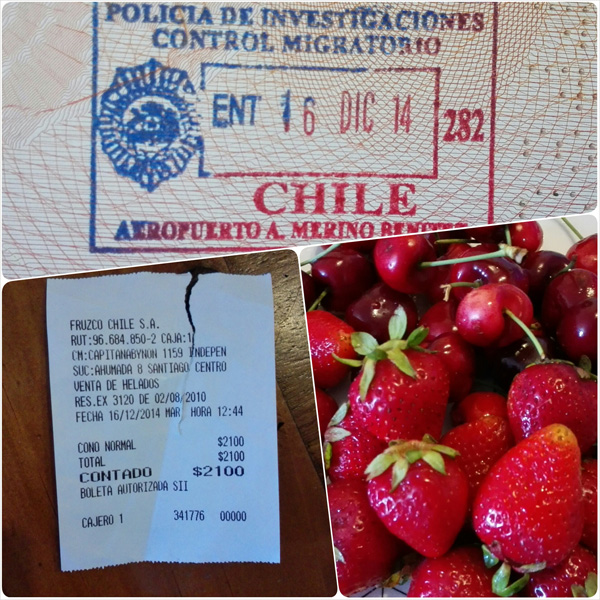 POLICIA DE INVESTIGACIONES
CONTROL MIGRATORIO
ENT 16 DIC 14
282
CHILE
AEROPUERTO A. MERINO BENITEZ
FRUZCO CHILE S.A.
RUT:96.684.850-2 CAJA:1
CM:CAPITANABYNON 1159 INDEPEN
SUC:AHUMADA 8 SANTIAGO CENTRO
VENTA DE HELADOS
RES.EX 3120 DE 02/08/2010
FECHA 16/12/2014 MAR HORA 12:44
CONO NORMAL $2100
TOTAL $2100
CONTADO $2100
BOLETA AUTORIZADA SII
CAJERO 1 341776 00000